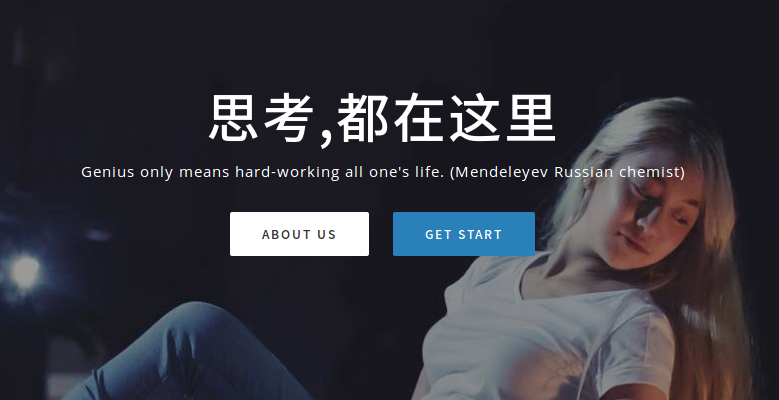 思考,都在这里
Genius only means hard-working all one's life. (Mendeleyev Russian chemist)
ABOUT US
GET START